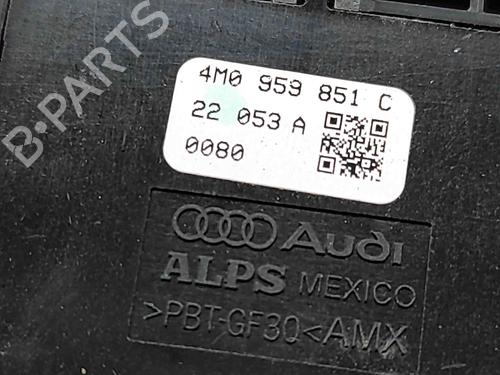 B-PARTS
4M0 959 851 C
22 053 A
0080
Audi
ALPS MEXICO
>PBT-GF30<AMX